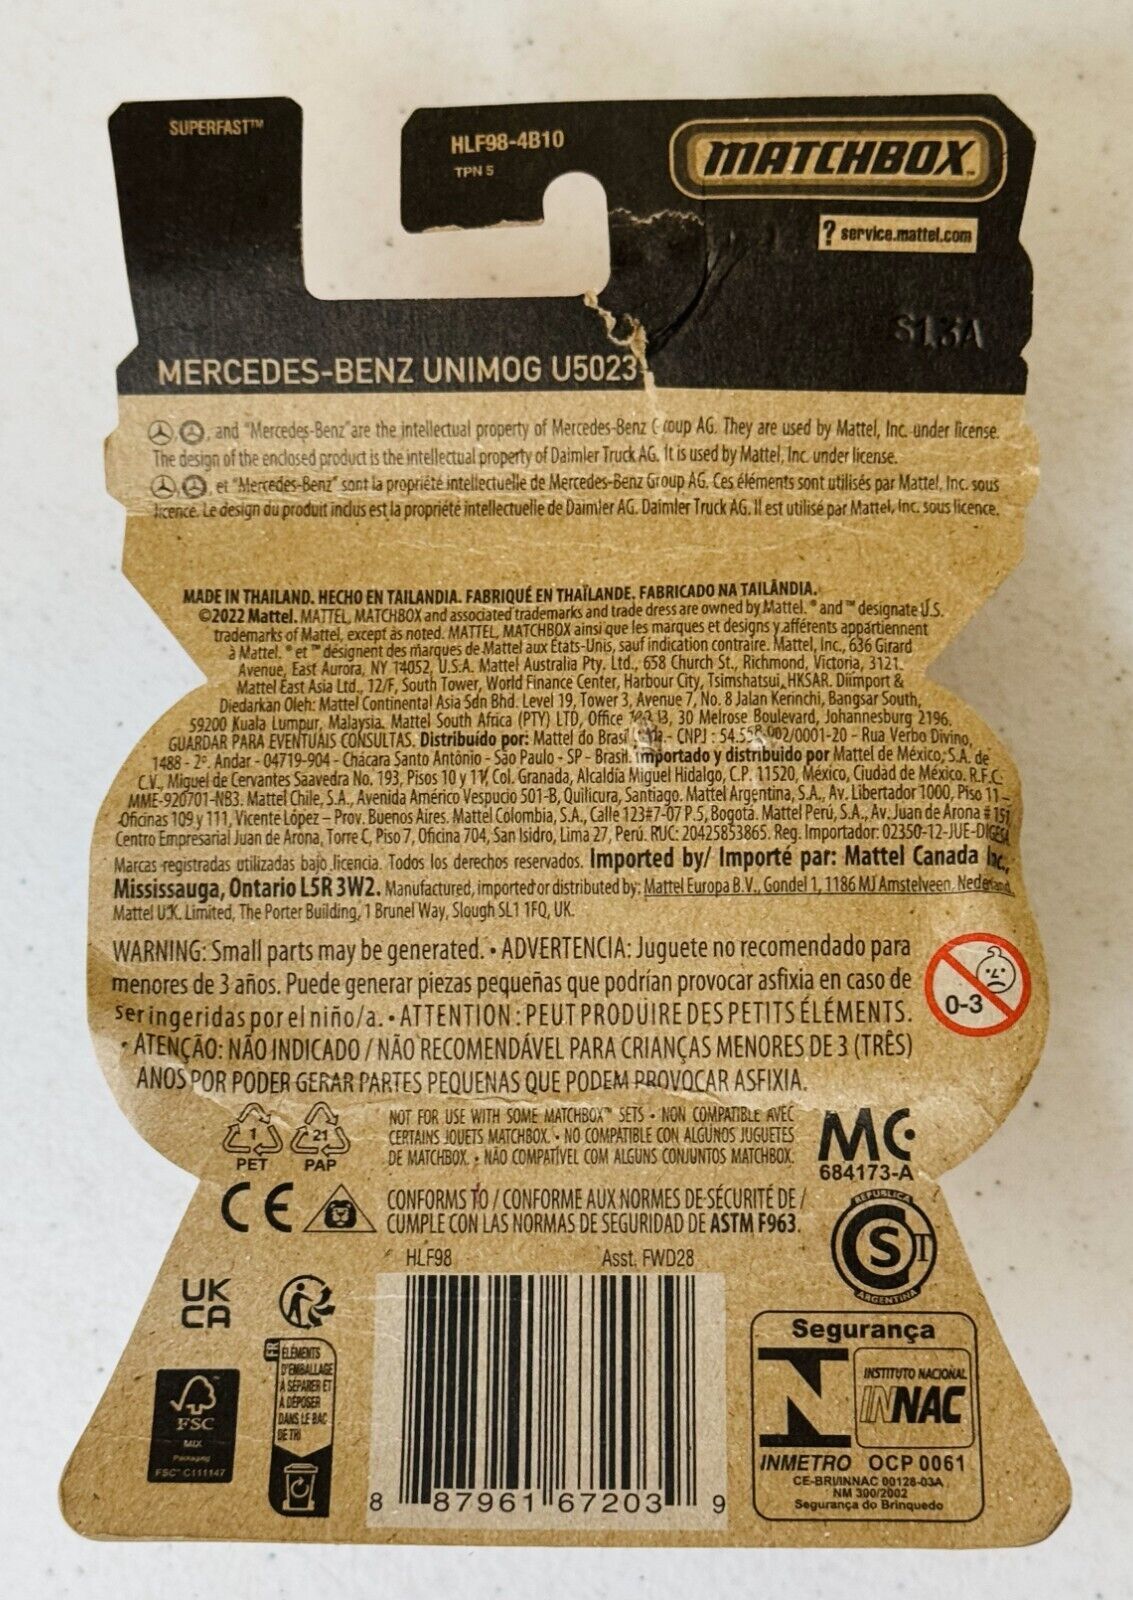 SUPERFAST™
HLF98-4B10
TPN 5
MATCHBOX™
? service.mattel.com
S13A
MERCEDES-BENZ UNIMOG U5023
, and "Mercedes-Benz" are the intellectual property of Mercedes-Benz Group AG. They are used by Mattel, Inc. under license.
The design of the enclosed product is the intellectual property of Daimler Truck AG. It is used by Mattel, Inc. under license.
, et "Mercedes-Benz" sont la propriété intellectuelle de Mercedes-Benz Group AG. Ces éléments sont utilisés par Mattel, Inc. sous
licence. Le design du produit inclus est la propriété intellectuelle de Daimler AG. Daimler Truck AG. Il est utilisé par Mattel, Inc. sous licence.
MADE IN THAILAND. HECHO EN TAILANDIA. FABRIQUÉ EN THAÏLANDE. FABRICADO NA TAILÂNDIA.
©2022 Mattel. MATTEL, MATCHBOX and associated trademarks and trade dress are owned by Mattel. ® and ™ designate U.S.
trademarks of Mattel, except as noted. MATTEL, MATCHBOX ainsi que les marques et designs y afférents appartiennent
à Mattel. ® et ™ désignent des marques de Mattel aux États-Unis, sauf indication contraire. Mattel, Inc., 636 Girard
Avenue, East Aurora, NY 14052, U.S.A. Mattel Australia Pty. Ltd., 658 Church St., Richmond, Victoria, 3121.
Mattel East Asia Ltd., 12/F, South Tower, World Finance Center, Harbour City, Tsimshatsui, HKSAR. Diimport &
Diedarkan Oleh: Mattel Continental Asia Sdn Bhd. Level 19, Tower 3, Avenue 7, No. 8 Jalan Kerinchi, Bangsar South,
59200 Kuala Lumpur, Malaysia. Mattel South Africa (PTY) LTD, Office 13, 30 Melrose Boulevard, Johannesburg 2196.
GUARDAR PARA EVENTUAIS CONSULTAS. Distribuído por: Mattel do Brasil Ltda.- CNPJ : 54.558.002/0001-20 – Rua Verbo Divino,
1488 - 2º. Andar - 04719-904 - Chácara Santo Antônio - São Paulo - SP - Brasil. Importado y distribuido por Mattel de México, S.A. de
C.V., Miguel de Cervantes Saavedra No. 193, Pisos 10 y 11, Col. Granada, Alcaldía Miguel Hidalgo, C.P. 11520, México, Ciudad de México. R.F.C.
MME-920701-NB3. Mattel Chile, S.A., Avenida Américo Vespucio 501-B, Quilicura, Santiago. Mattel Argentina, S.A., Av. Libertador 1000, Piso 11 –
Oficinas 109 y 111, Vicente López – Prov. Buenos Aires. Mattel Colombia, S.A., Calle 123#7-07 P.5, Bogotá. Mattel Perú, S.A., Av. Juan de Arona # 151,
Centro Empresarial Juan de Arona, Torre C, Piso 7, Oficina 704, San Isidro, Lima 27, Perú. RUC: 20425853865. Reg. Importador: 02350-12-JUE-DIGESA
Marcas registradas utilizadas bajo licencia. Todos los derechos reservados. Imported by/ Importé par: Mattel Canada Inc.,
Mississauga, Ontario L5R 3W2. Manufactured, imported or distributed by: Mattel Europa B.V., Gondel 1, 1186 MJ Amstelveen, Nederland.
Mattel U.K. Limited, The Porter Building, 1 Brunel Way, Slough SL1 1FQ, UK.
WARNING: Small parts may be generated. • ADVERTENCIA: Juguete no recomendado para
menores de 3 años. Puede generar piezas pequeñas que podrían provocar asfixia en caso de
ser ingeridas por el niño/a. • ATTENTION : PEUT PRODUIRE DES PETITS ÉLÉMENTS.
• ATENÇÃO: NÃO INDICADO / NÃO RECOMENDÁVEL PARA CRIANÇAS MENORES DE 3 (TRÊS)
ANOS POR PODER GERAR PARTES PEQUENAS QUE PODEM PROVOCAR ASFIXIA.
0-3
1
PET
21
PAP
NOT FOR USE WITH SOME MATCHBOX™ SETS • NON COMPATIBLE AVEC
CERTAINS JOUETS MATCHBOX. • NO COMPATIBLE CON ALGUNOS JUGUETES
DE MATCHBOX. • NÃO COMPATÍVEL COM ALGUNS CONJUNTOS MATCHBOX.
MC
684173-A
CE
CONFORMS TO / CONFORME AUX NORMES DE SÉCURITÉ DE /
CUMPLE CON LAS NORMAS DE SEGURIDAD DE ASTM F963.
REPUBLICA
S
T
ARGENTINA
HLF98
Asst. FWD28
UK
CA
FR
ÉLÉMENTS
D'EMBALLAGE
À SÉPARER ET
À DÉPOSER
DANS LE BAC
DE TRI
FSC
MIX
Packaging
FSC™ C111147
8 87961 67203 9
Segurança
INSTITUTO NACIONAL
INNAC
INMETRO OCP 0061
CE-BRI/INNAC 00128-03A
NM 300/2002
Segurança do Brinquedo